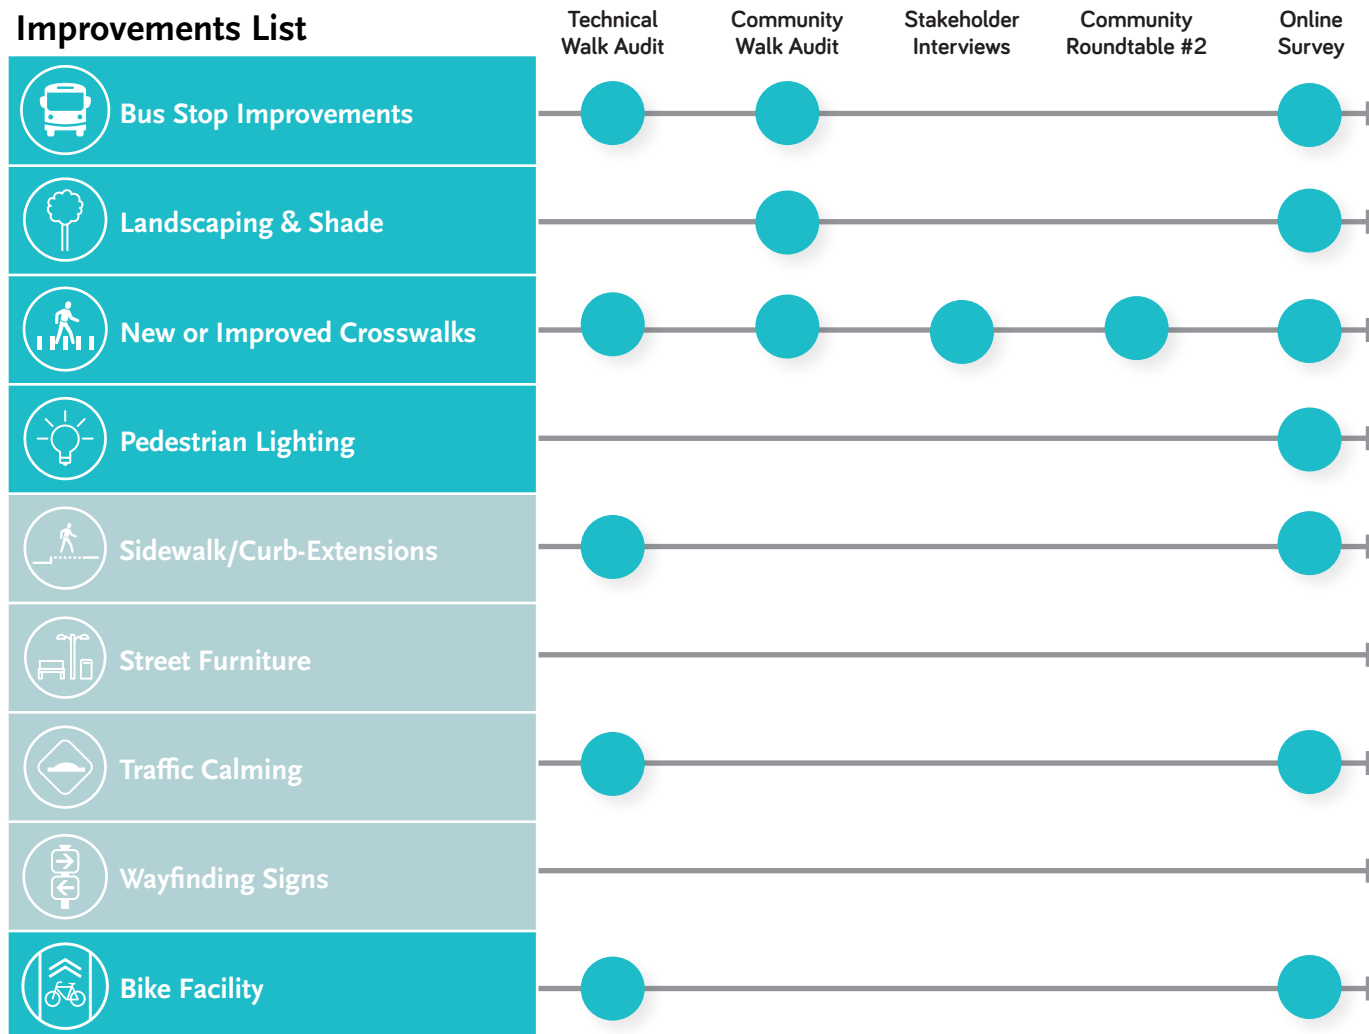 Improvements List
Technical
Walk Audit
Community
Walk Audit
Stakeholder
Interviews
Community
Roundtable #2
Online
Survey
Bus Stop Improvements
Landscaping & Shade
New or Improved Crosswalks
Pedestrian Lighting
Sidewalk/Curb-Extensions
Street Furniture
Traffic Calming
Wayfinding Signs
Bike Facility